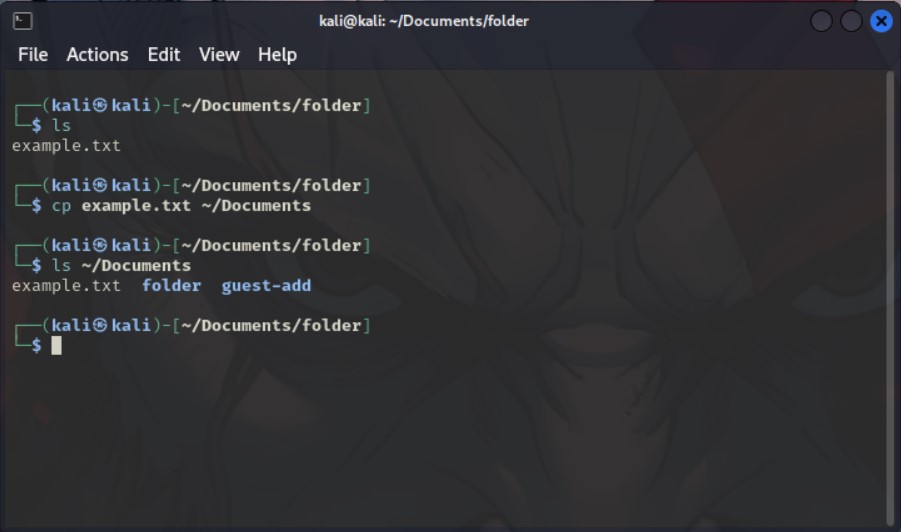 kali@kali: ~/Documents/folder
File Actions Edit View Help
┌──(kali㉿kali)-[~/Documents/folder]
└─$ ls
example.txt
┌──(kali㉿kali)-[~/Documents/folder]
└─$ cp example.txt ~/Documents
┌──(kali㉿kali)-[~/Documents/folder]
└─$ ls ~/Documents
example.txt  folder  guest-add
┌──(kali㉿kali)-[~/Documents/folder]
└─$